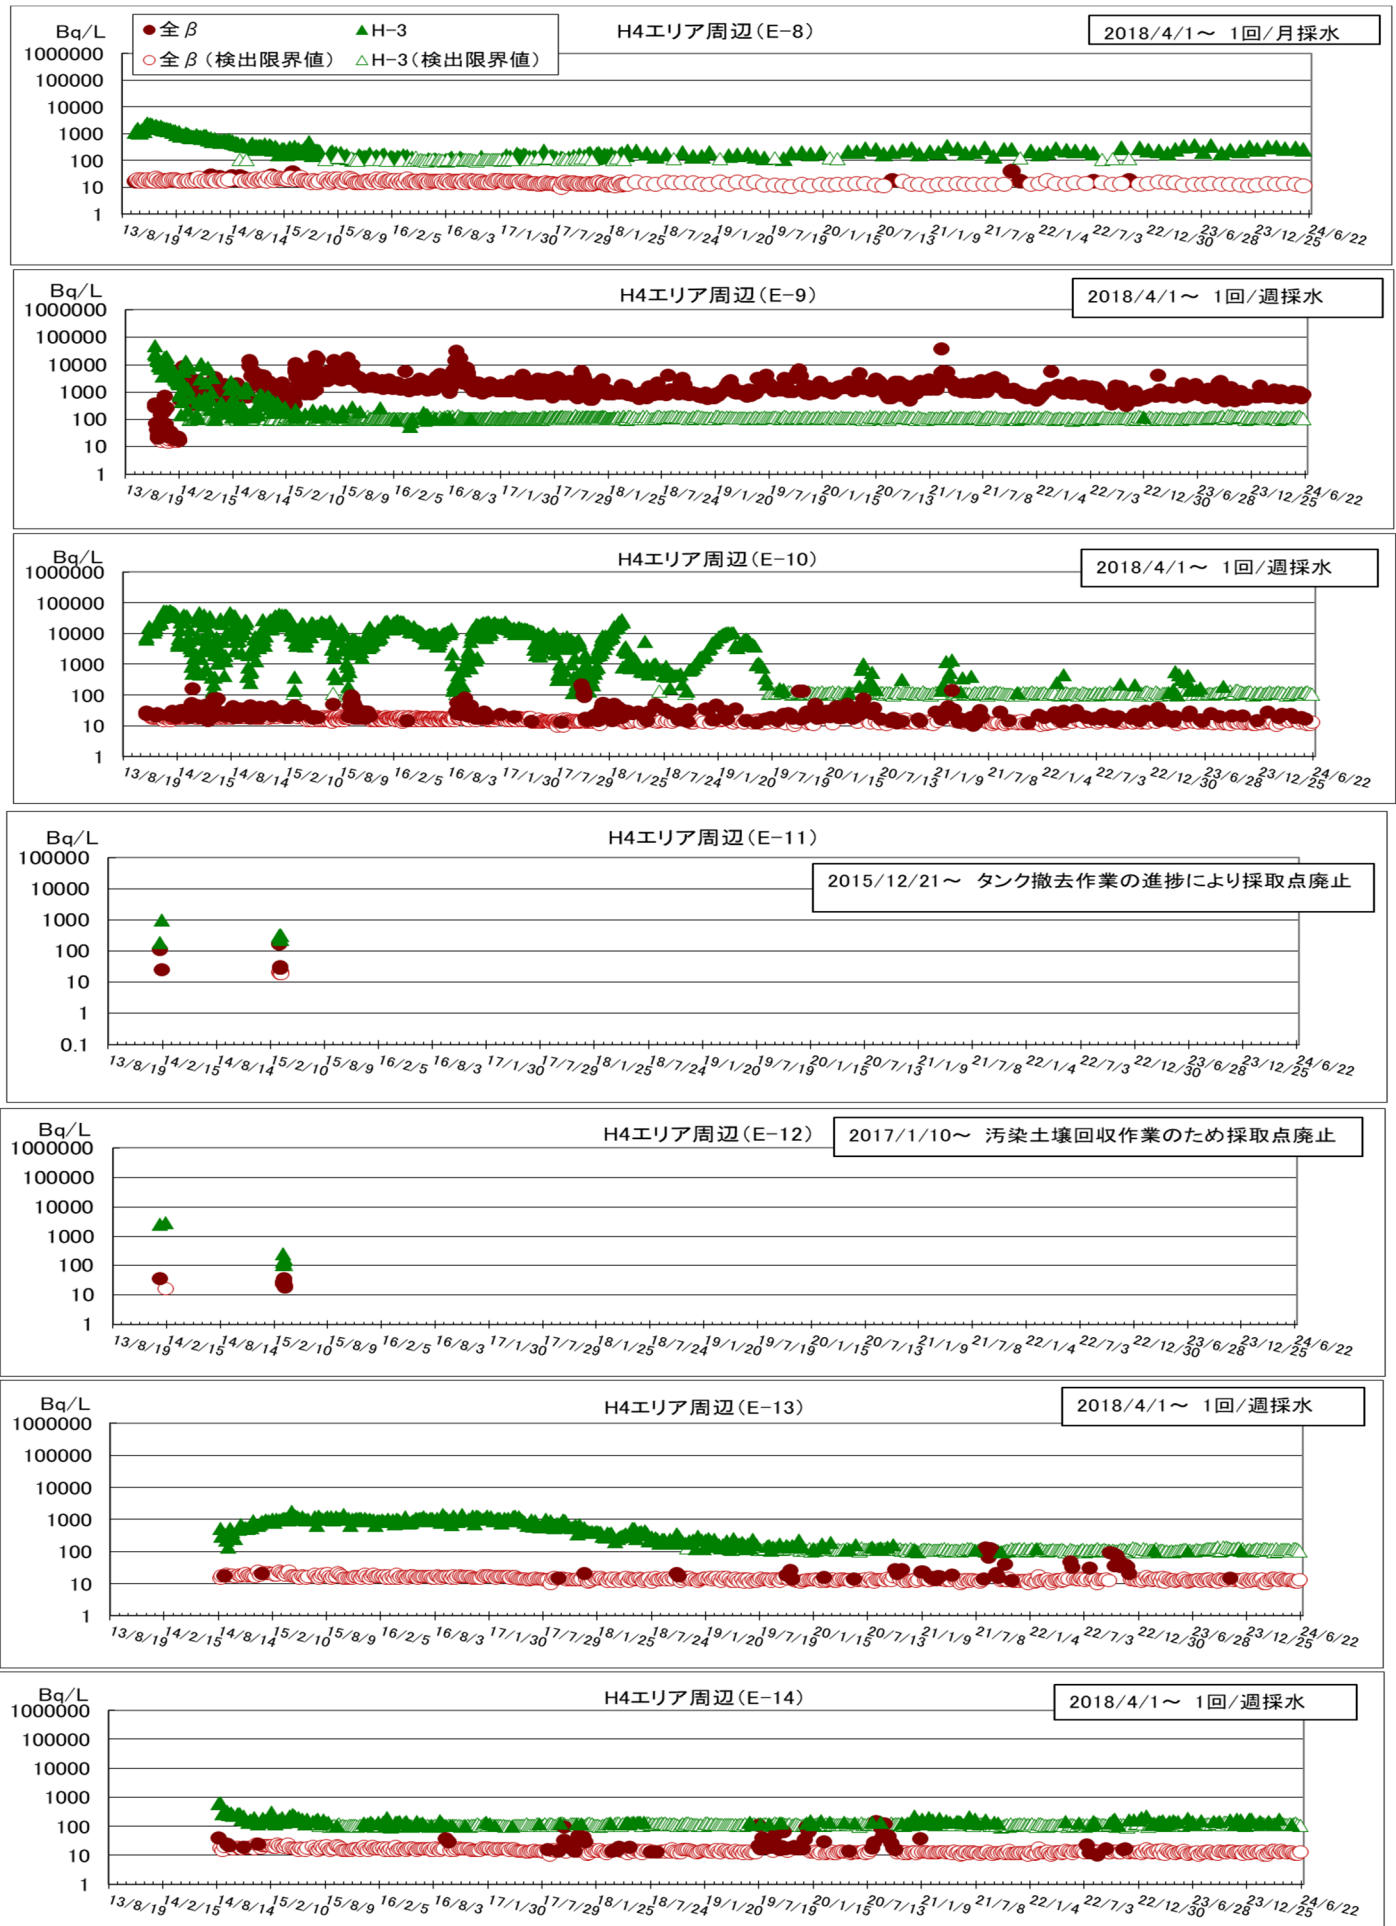 Bq/L
●全β ▲H-3
○全β(検出限界値) △H-3(検出限界値)
H4エリア周辺(E-8)
2018/4/1～ 1回/月採水
1000000
100000
10000
1000
100
10
1
13/8/19 14/2/15 14/8/14 15/2/10 15/8/9 16/2/5 16/8/3 17/1/30 17/7/29 18/1/25 18/7/24 19/1/20 19/7/19 20/1/15 20/7/13 21/1/9 21/7/8 22/1/4 22/7/3 22/12/30 23/6/28 23/12/25 24/6/22
Bq/L
H4エリア周辺(E-9)
2018/4/1～ 1回/週採水
1000000
100000
10000
1000
100
10
1
13/8/19 14/2/15 14/8/14 15/2/10 15/8/9 16/2/5 16/8/3 17/1/30 17/7/29 18/1/25 18/7/24 19/1/20 19/7/19 20/1/15 20/7/13 21/1/9 21/7/8 22/1/4 22/7/3 22/12/30 23/6/28 23/12/25 24/6/22
Bq/L
H4エリア周辺(E-10)
2018/4/1～ 1回/週採水
1000000
100000
10000
1000
100
10
1
13/8/19 14/2/15 14/8/14 15/2/10 15/8/9 16/2/5 16/8/3 17/1/30 17/7/29 18/1/25 18/7/24 19/1/20 19/7/19 20/1/15 20/7/13 21/1/9 21/7/8 22/1/4 22/7/3 22/12/30 23/6/28 23/12/25 24/6/22
Bq/L
H4エリア周辺(E-11)
2015/12/21～ タンク撤去作業の進捗により採取点廃止
100000
10000
1000
100
10
1
0.1
13/8/19 14/2/15 14/8/14 15/2/10 15/8/9 16/2/5 16/8/3 17/1/30 17/7/29 18/1/25 18/7/24 19/1/20 19/7/19 20/1/15 20/7/13 21/1/9 21/7/8 22/1/4 22/7/3 22/12/30 23/6/28 23/12/25 24/6/22
Bq/L
H4エリア周辺(E-12)
2017/1/10～ 汚染土壌回収作業のため採取点廃止
1000000
100000
10000
1000
100
10
1
13/8/19 14/2/15 14/8/14 15/2/10 15/8/9 16/2/5 16/8/3 17/1/30 17/7/29 18/1/25 18/7/24 19/1/20 19/7/19 20/1/15 20/7/13 21/1/9 21/7/8 22/1/4 22/7/3 22/12/30 23/6/28 23/12/25 24/6/22
Bq/L
H4エリア周辺(E-13)
2018/4/1～ 1回/週採水
1000000
100000
10000
1000
100
10
1
13/8/19 14/2/15 14/8/14 15/2/10 15/8/9 16/2/5 16/8/3 17/1/30 17/7/29 18/1/25 18/7/24 19/1/20 19/7/19 20/1/15 20/7/13 21/1/9 21/7/8 22/1/4 22/7/3 22/12/30 23/6/28 23/12/25 24/6/22
Bq/L
H4エリア周辺(E-14)
2018/4/1～ 1回/週採水
1000000
100000
10000
1000
100
10
1
13/8/19 14/2/15 14/8/14 15/2/10 15/8/9 16/2/5 16/8/3 17/1/30 17/7/29 18/1/25 18/7/24 19/1/20 19/7/19 20/1/15 20/7/13 21/1/9 21/7/8 22/1/4 22/7/3 22/12/30 23/6/28 23/12/25 24/6/22